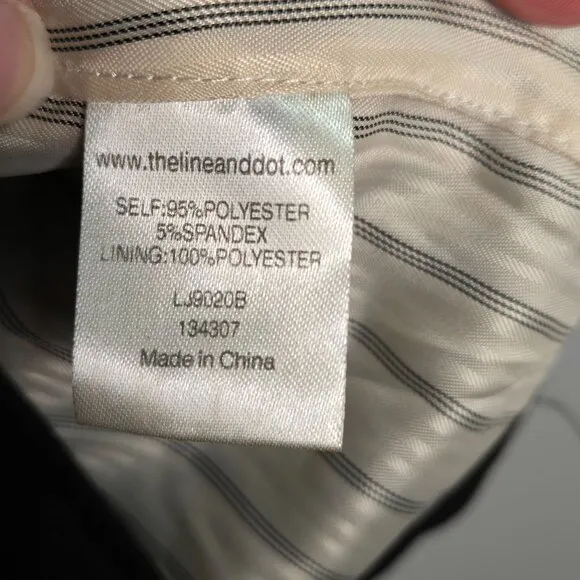 www.thelineanddot.com
SELF:95%POLYESTER
5%SPANDEX
LINING:100%POLYESTER
LJ9020B
134307
Made in China